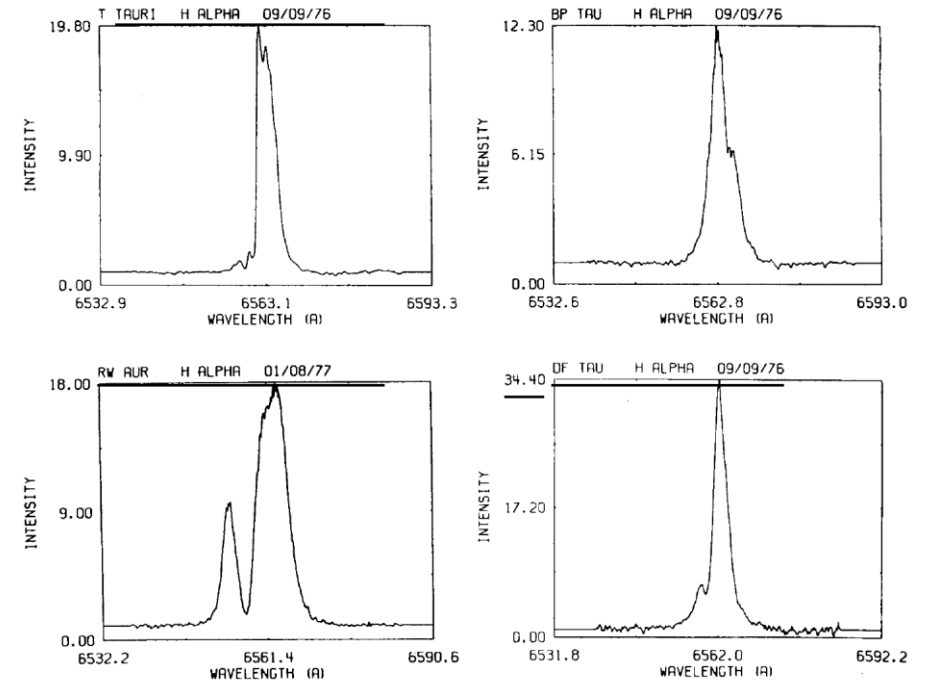 T TAURI H ALPHA 09/09/76
19.80
9.90
0.00
INTENSITY
6532.9 6563.1 6593.3
WAVELENGTH (A)
BP TAU H ALPHA 09/09/76
12.30
6.15
0.00
INTENSITY
6532.6 6562.8 6593.0
WAVELENGTH (A)
RW AUR H ALPHA 01/08/77
18.00
9.00
0.00
INTENSITY
6532.2 6561.4 6590.6
WAVELENGTH (A)
DF TAU H ALPHA 09/09/76
34.40
17.20
0.00
INTENSITY
6531.8 6562.0 6592.2
WAVELENGTH (A)